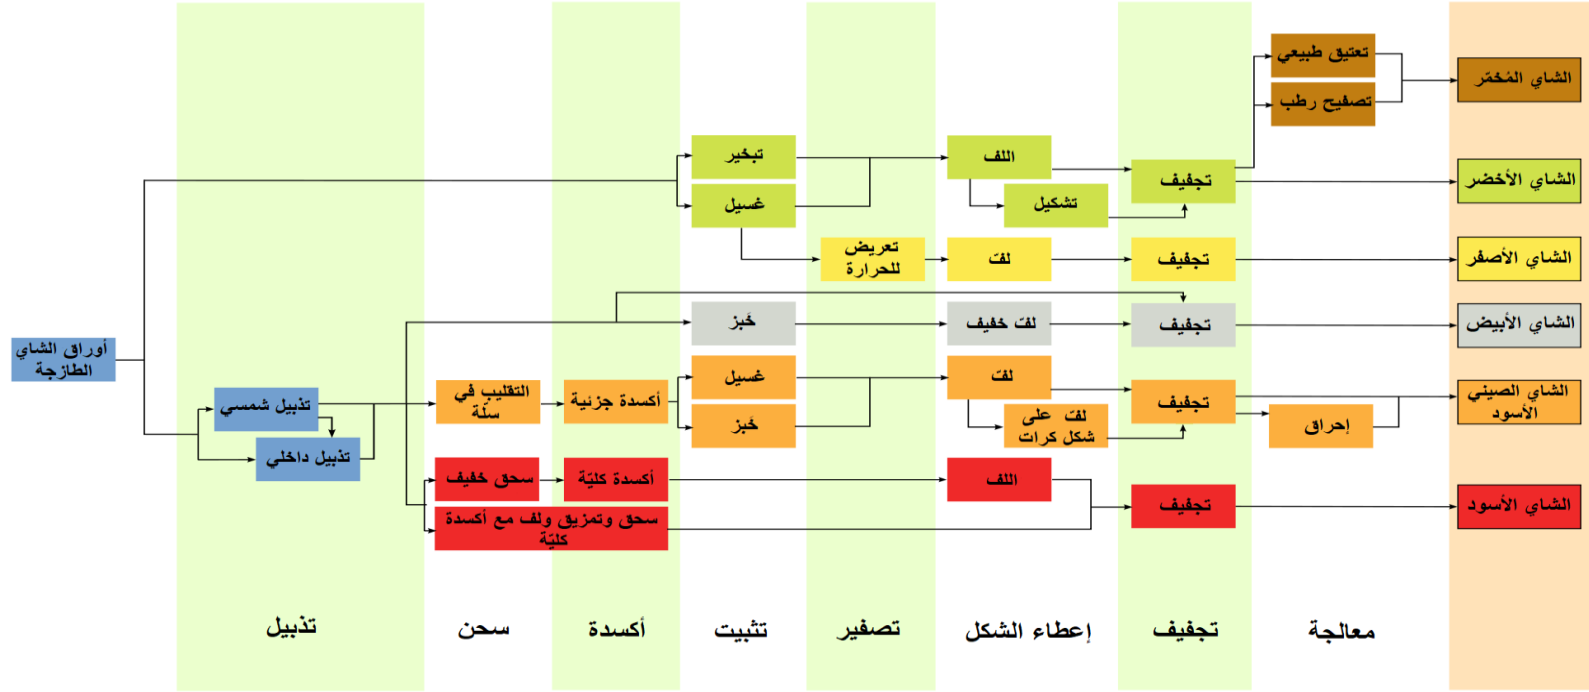 تعتيق طبيعي
الشاي المُخمّر
تصفيح رطب
تبخير
اللف
تجفيف
الشاي الأخضر
غسيل
تشكيل
تعريض
للحرارة
لفّ
تجفيف
الشاي الأصفر
خَبز
لفّ خفيف
تجفيف
الشاي الأبيض
أوراق الشاي
الطازجة
تذبيل شمسي
تذبيل داخلي
التقليب في
سلّة
أكسدة جزئية
غسيل
خَبز
لفّ
لفّ على
شكل كرات
تجفيف
إحراق
الشاي الصيني
الأسود
سحق خفيف
أكسدة كليّة
اللف
سحق وتمزيق ولف مع أكسدة
كليّة
تجفيف
الشاي الأسود
تذبيل
سحن
أكسدة
تثبيت
تصفير
إعطاء الشكل
تجفيف
معالجة